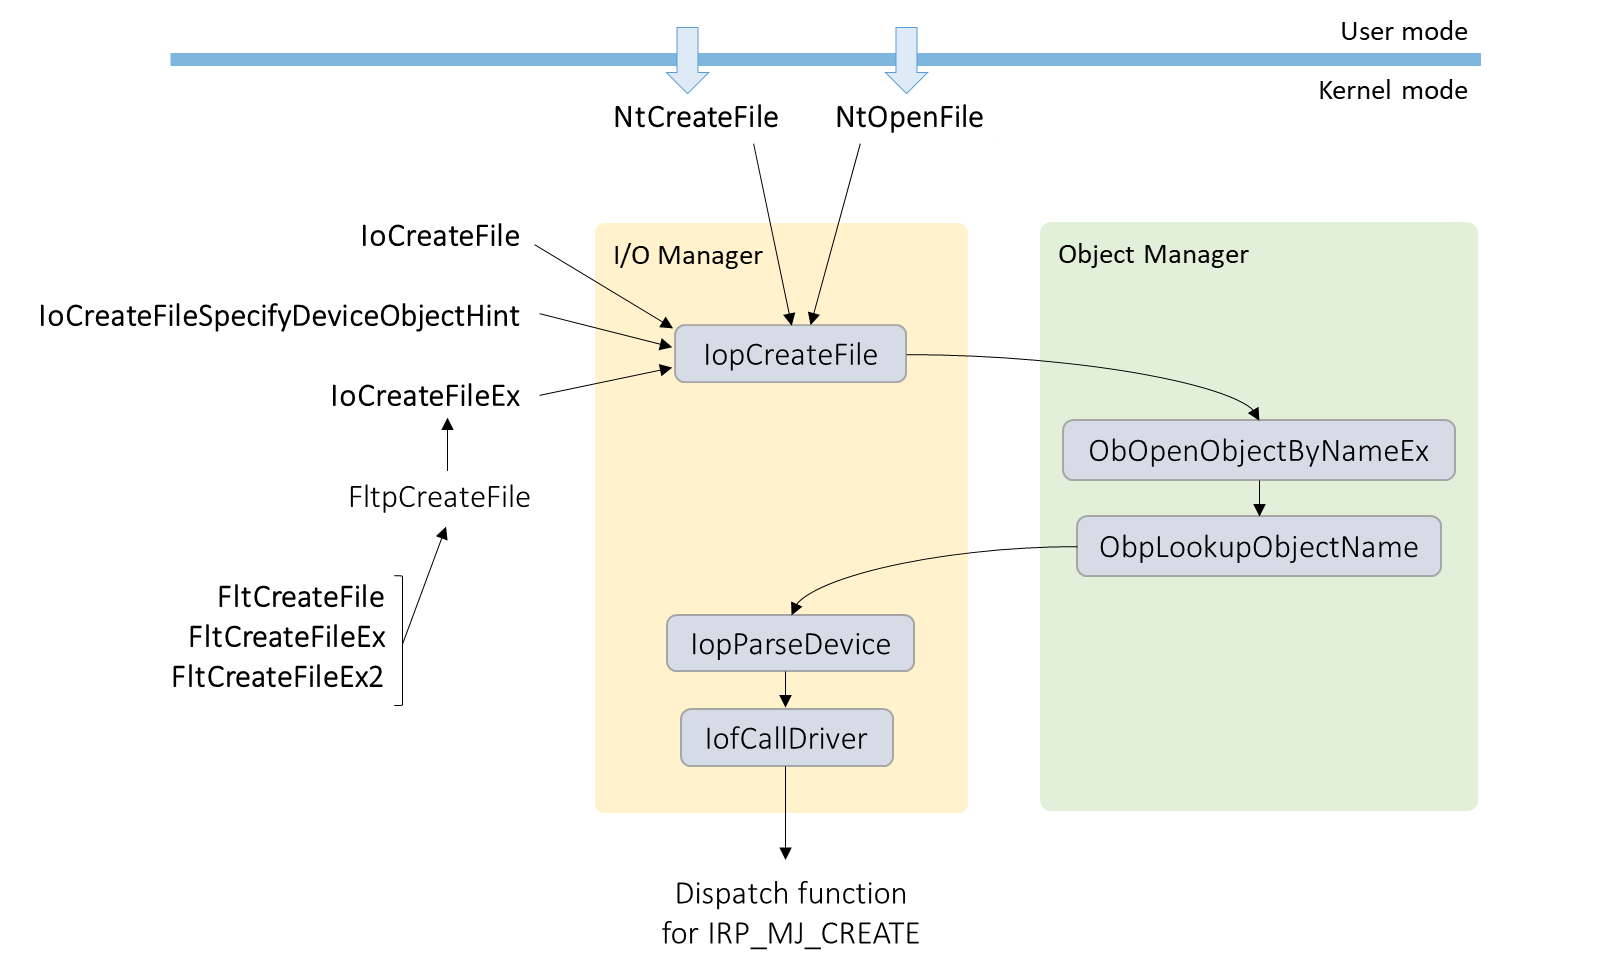 User mode
Kernel mode
NtCreateFile
NtOpenFile
IoCreateFile
I/O Manager
Object Manager
IoCreateFileSpecifyDeviceObjectHint
IopCreateFile
IoCreateFileEx
ObOpenObjectByNameEx
FltpCreateFile
ObpLookupObjectName
FltCreateFile
FltCreateFileEx
FltCreateFileEx2
IopParseDevice
IofCallDriver
Dispatch function
for IRP_MJ_CREATE